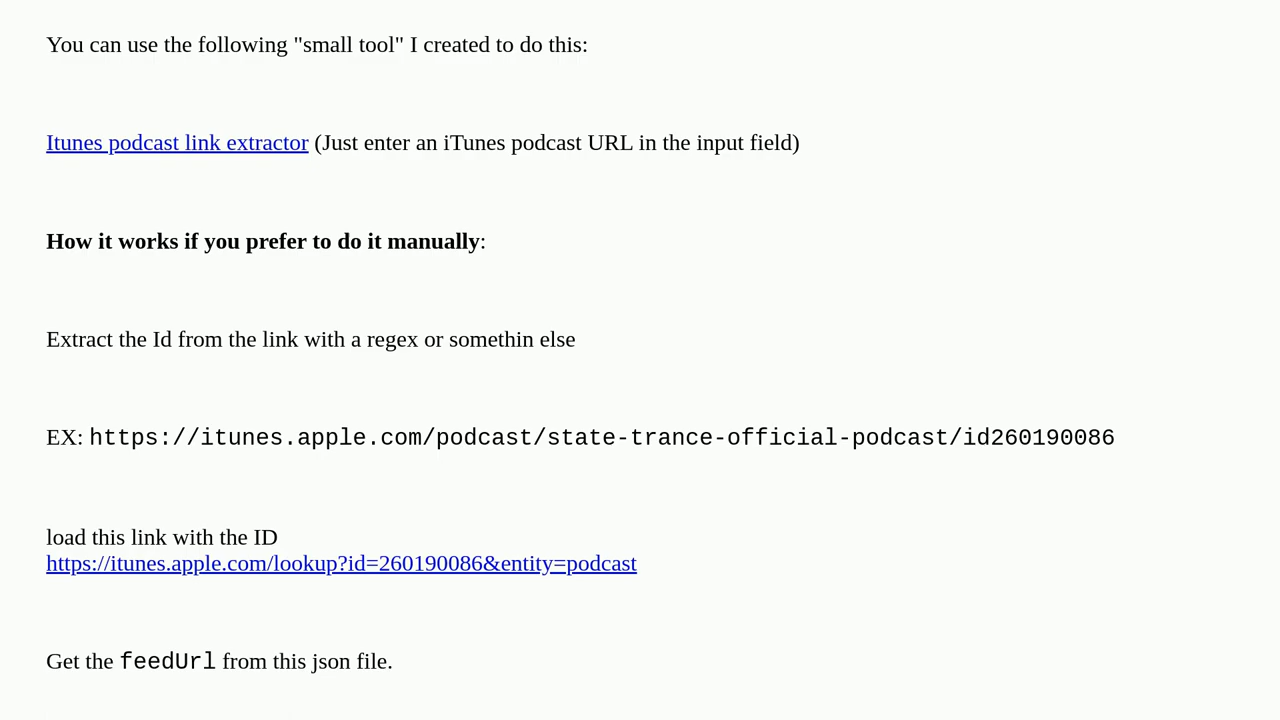 You can use the following "small tool" I created to do this:
Itunes podcast link extractor (Just enter an iTunes podcast URL in the input field)
How it works if you prefer to do it manually:
Extract the Id from the link with a regex or somethin else
EX: https://itunes.apple.com/podcast/state-trance-official-podcast/id260190086
load this link with the ID
https://itunes.apple.com/lookup?id=260190086&entity=podcast
Get the feedUrl from this json file.